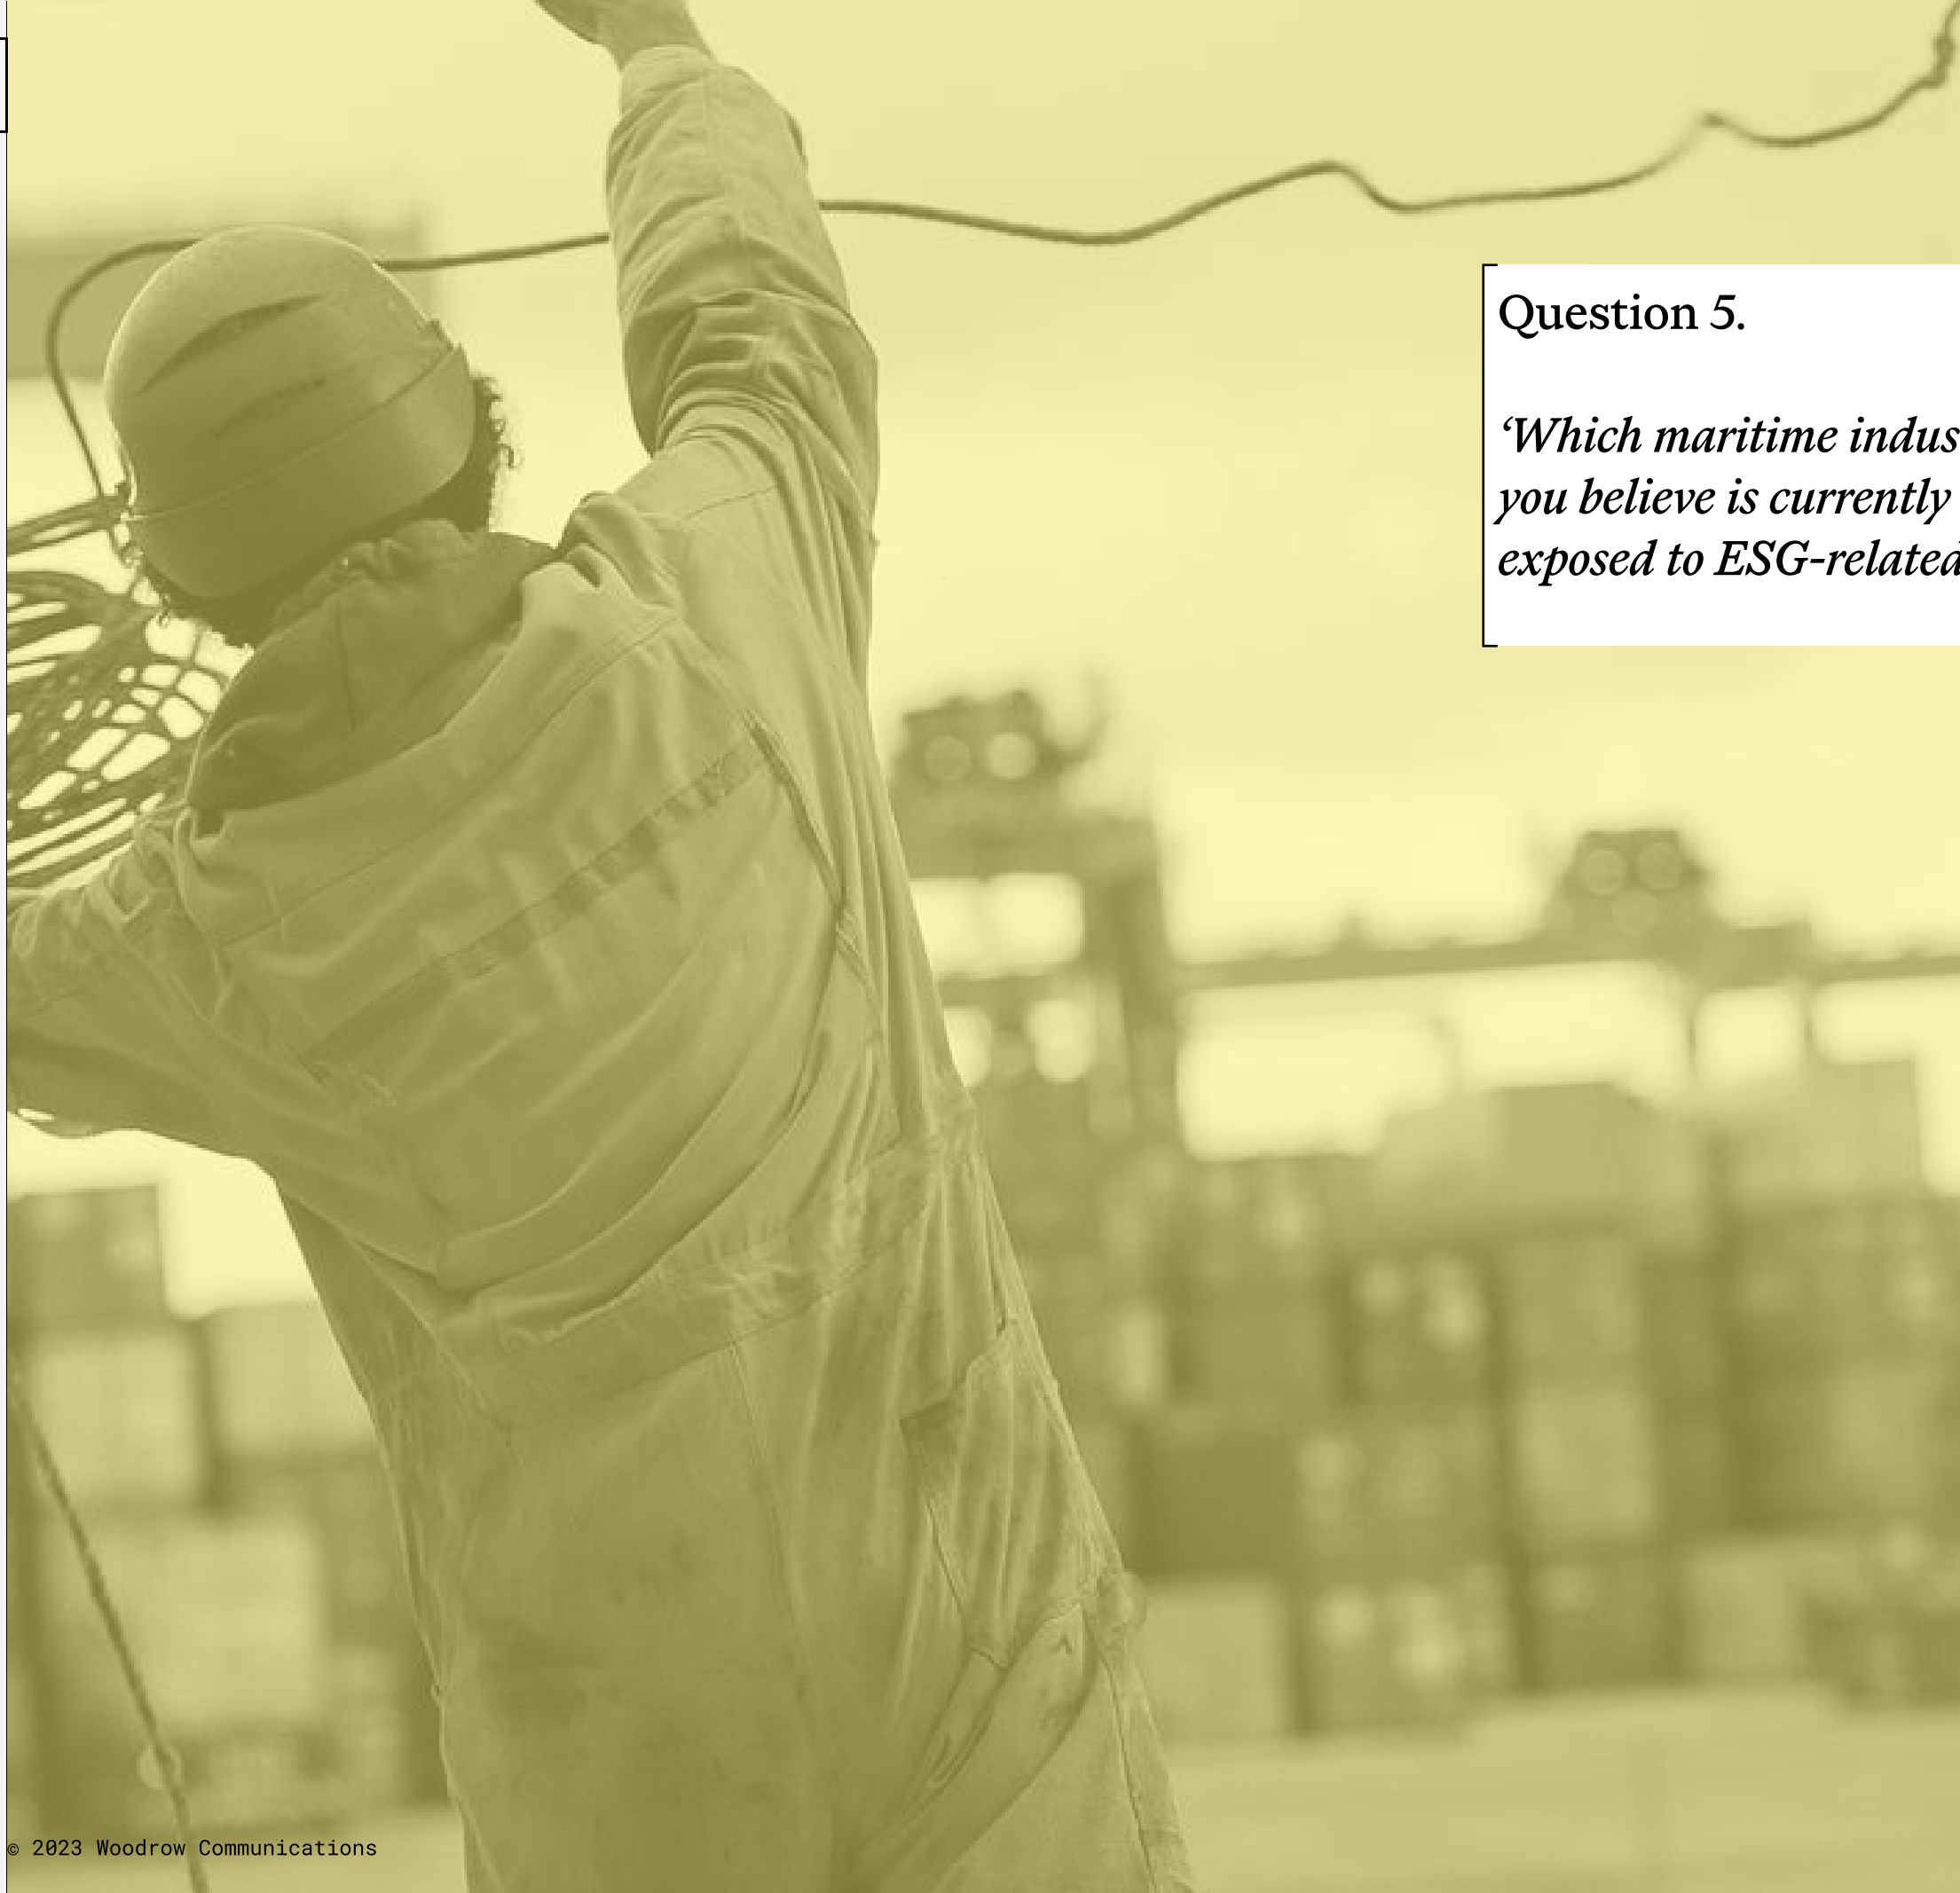 Question 5.
‘Which maritime indus
you believe is currently
exposed to ESG-related
© 2023 Woodrow Communications